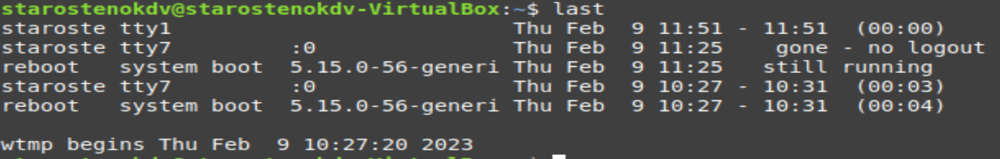 starostenokdv@starostenokdv-VirtualBox:~$ last
staroste tty1                                  Thu Feb  9 11:51 - 11:51  (00:00)
staroste tty7         :0                       Thu Feb  9 11:25    gone - no logout
reboot   system boot  5.15.0-56-generi Thu Feb  9 11:25   still running
staroste tty7         :0                       Thu Feb  9 10:27 - 10:31  (00:03)
reboot   system boot  5.15.0-56-generi Thu Feb  9 10:27 - 10:31  (00:04)
wtmp begins Thu Feb  9 10:27:20 2023